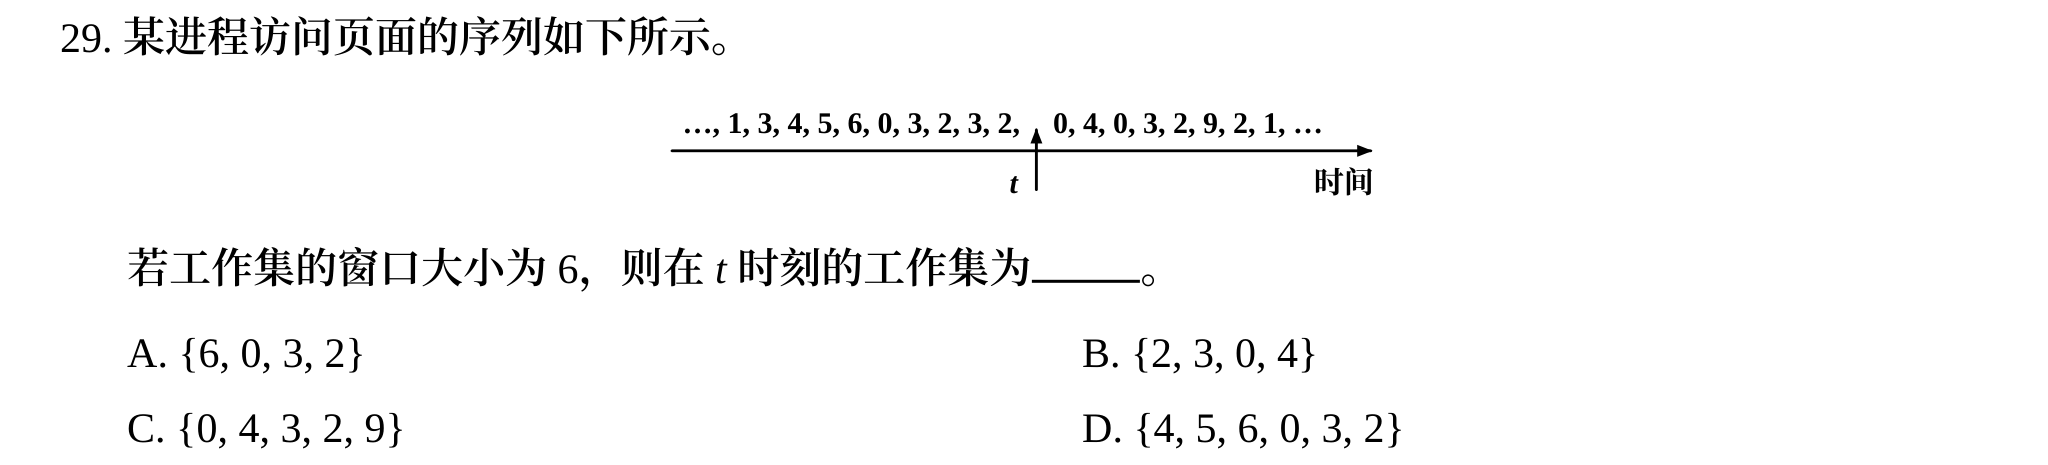 29. 某进程访问页面的序列如下所示。
…, 1, 3, 4, 5, 6, 0, 3, 2, 3, 2, 0, 4, 0, 3, 2, 9, 2, 1, …
t 时间
若工作集的窗口大小为 6，则在 t 时刻的工作集为_____。
A. {6, 0, 3, 2} B. {2, 3, 0, 4}
C. {0, 4, 3, 2, 9} D. {4, 5, 6, 0, 3, 2}